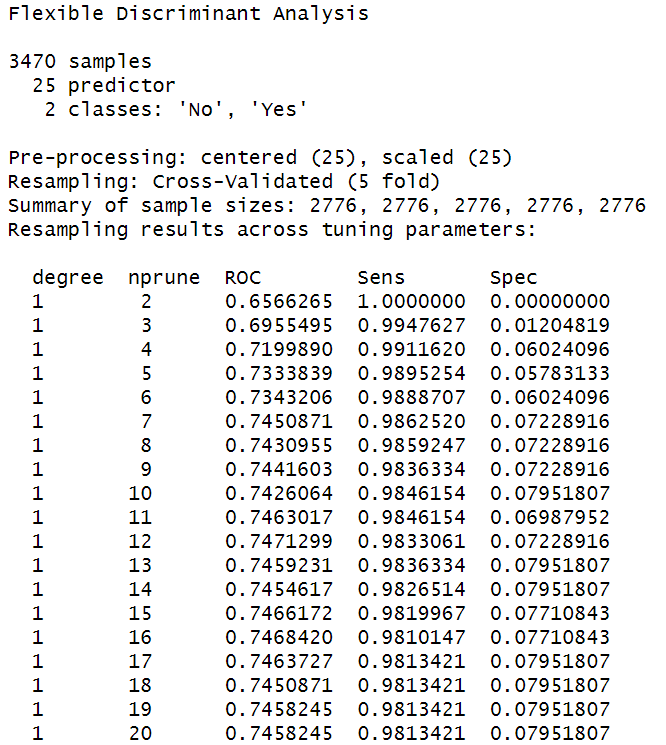 Flexible Discriminant Analysis
3470 samples
  25 predictor
   2 classes: 'No', 'Yes'
Pre-processing: centered (25), scaled (25)
Resampling: Cross-Validated (5 fold)
Summary of sample sizes: 2776, 2776, 2776, 2776, 2776
Resampling results across tuning parameters:
  degree  nprune  ROC        Sens       Spec
  1        2      0.6566265  1.0000000  0.00000000
  1        3      0.6955495  0.9947627  0.01204819
  1        4      0.7199890  0.9911620  0.06024096
  1        5      0.7333839  0.9895254  0.05783133
  1        6      0.7343206  0.9888707  0.06024096
  1        7      0.7450871  0.9862520  0.07228916
  1        8      0.7430955  0.9859247  0.07228916
  1        9      0.7441603  0.9836334  0.07228916
  1       10      0.7426064  0.9846154  0.07951807
  1       11      0.7463017  0.9846154  0.06987952
  1       12      0.7471299  0.9833061  0.07228916
  1       13      0.7459231  0.9836334  0.07951807
  1       14      0.7454617  0.9826514  0.07951807
  1       15      0.7466172  0.9819967  0.07710843
  1       16      0.7468420  0.9810147  0.07710843
  1       17      0.7463727  0.9813421  0.07951807
  1       18      0.7450871  0.9813421  0.07951807
  1       19      0.7458245  0.9813421  0.07951807
  1       20      0.7458245  0.9813421  0.07951807